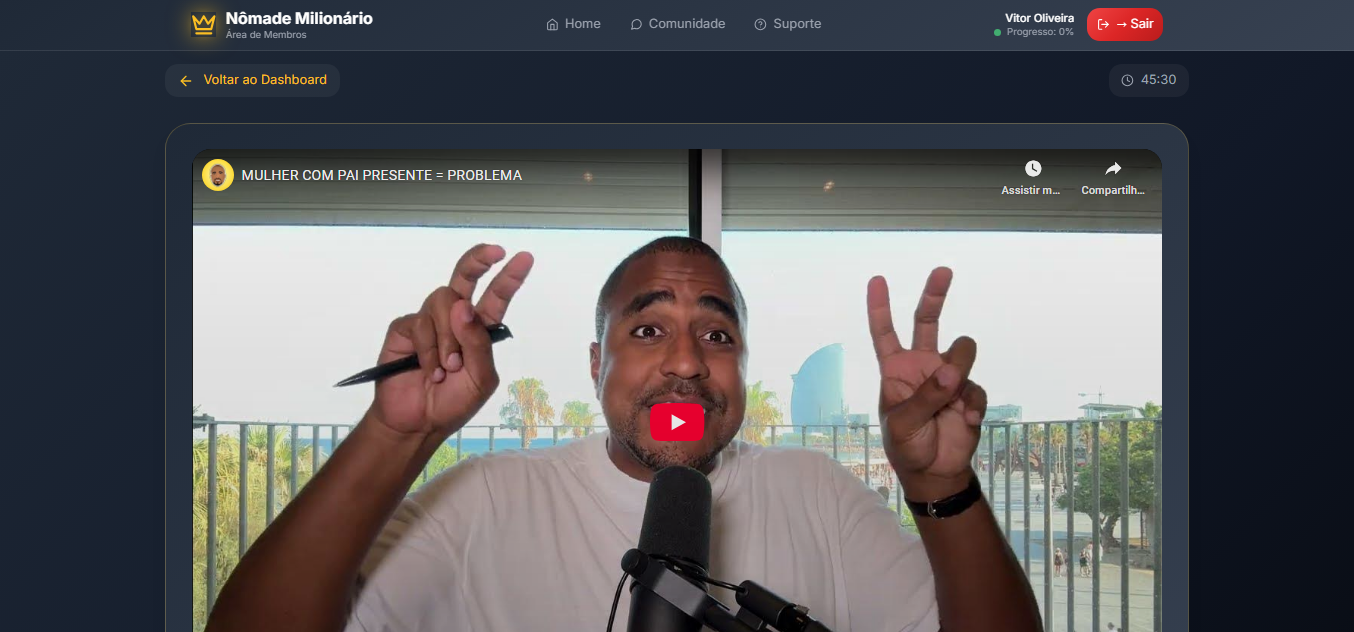 Nômade Milionário
Área de Membros
Home
Comunidade
Suporte
Vitor Oliveira
Progresso: 0%
→ Sair
Voltar ao Dashboard
45:30
MULHER COM PAI PRESENTE = PROBLEMA
Assistir m...
Compartilh...